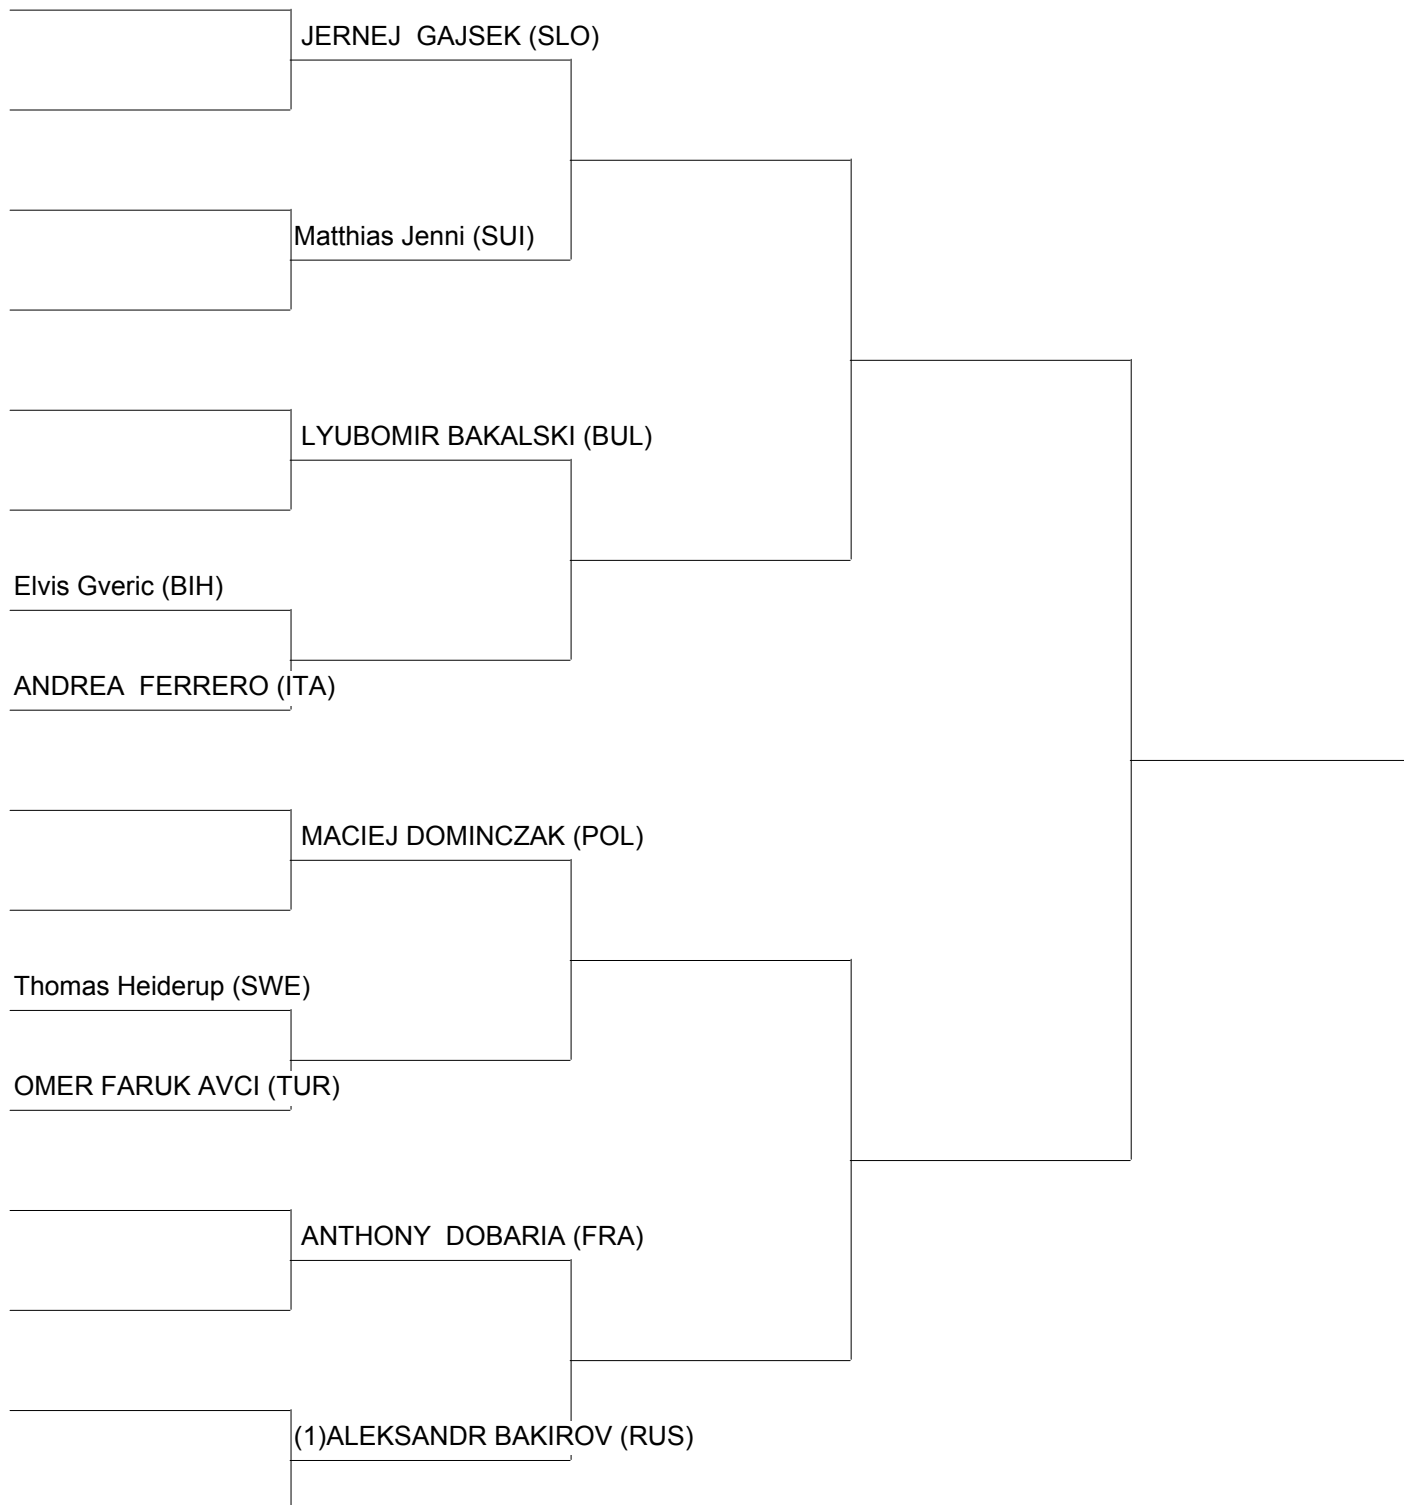 JERNEJ  GAJSEK (SLO)
Matthias Jenni (SUI)
LYUBOMIR BAKALSKI (BUL)
Elvis Gveric (BIH)
ANDREA  FERRERO (ITA)
MACIEJ DOMINCZAK (POL)
Thomas Heiderup (SWE)
OMER FARUK AVCI (TUR)
ANTHONY  DOBARIA (FRA)
(1)ALEKSANDR BAKIROV (RUS)